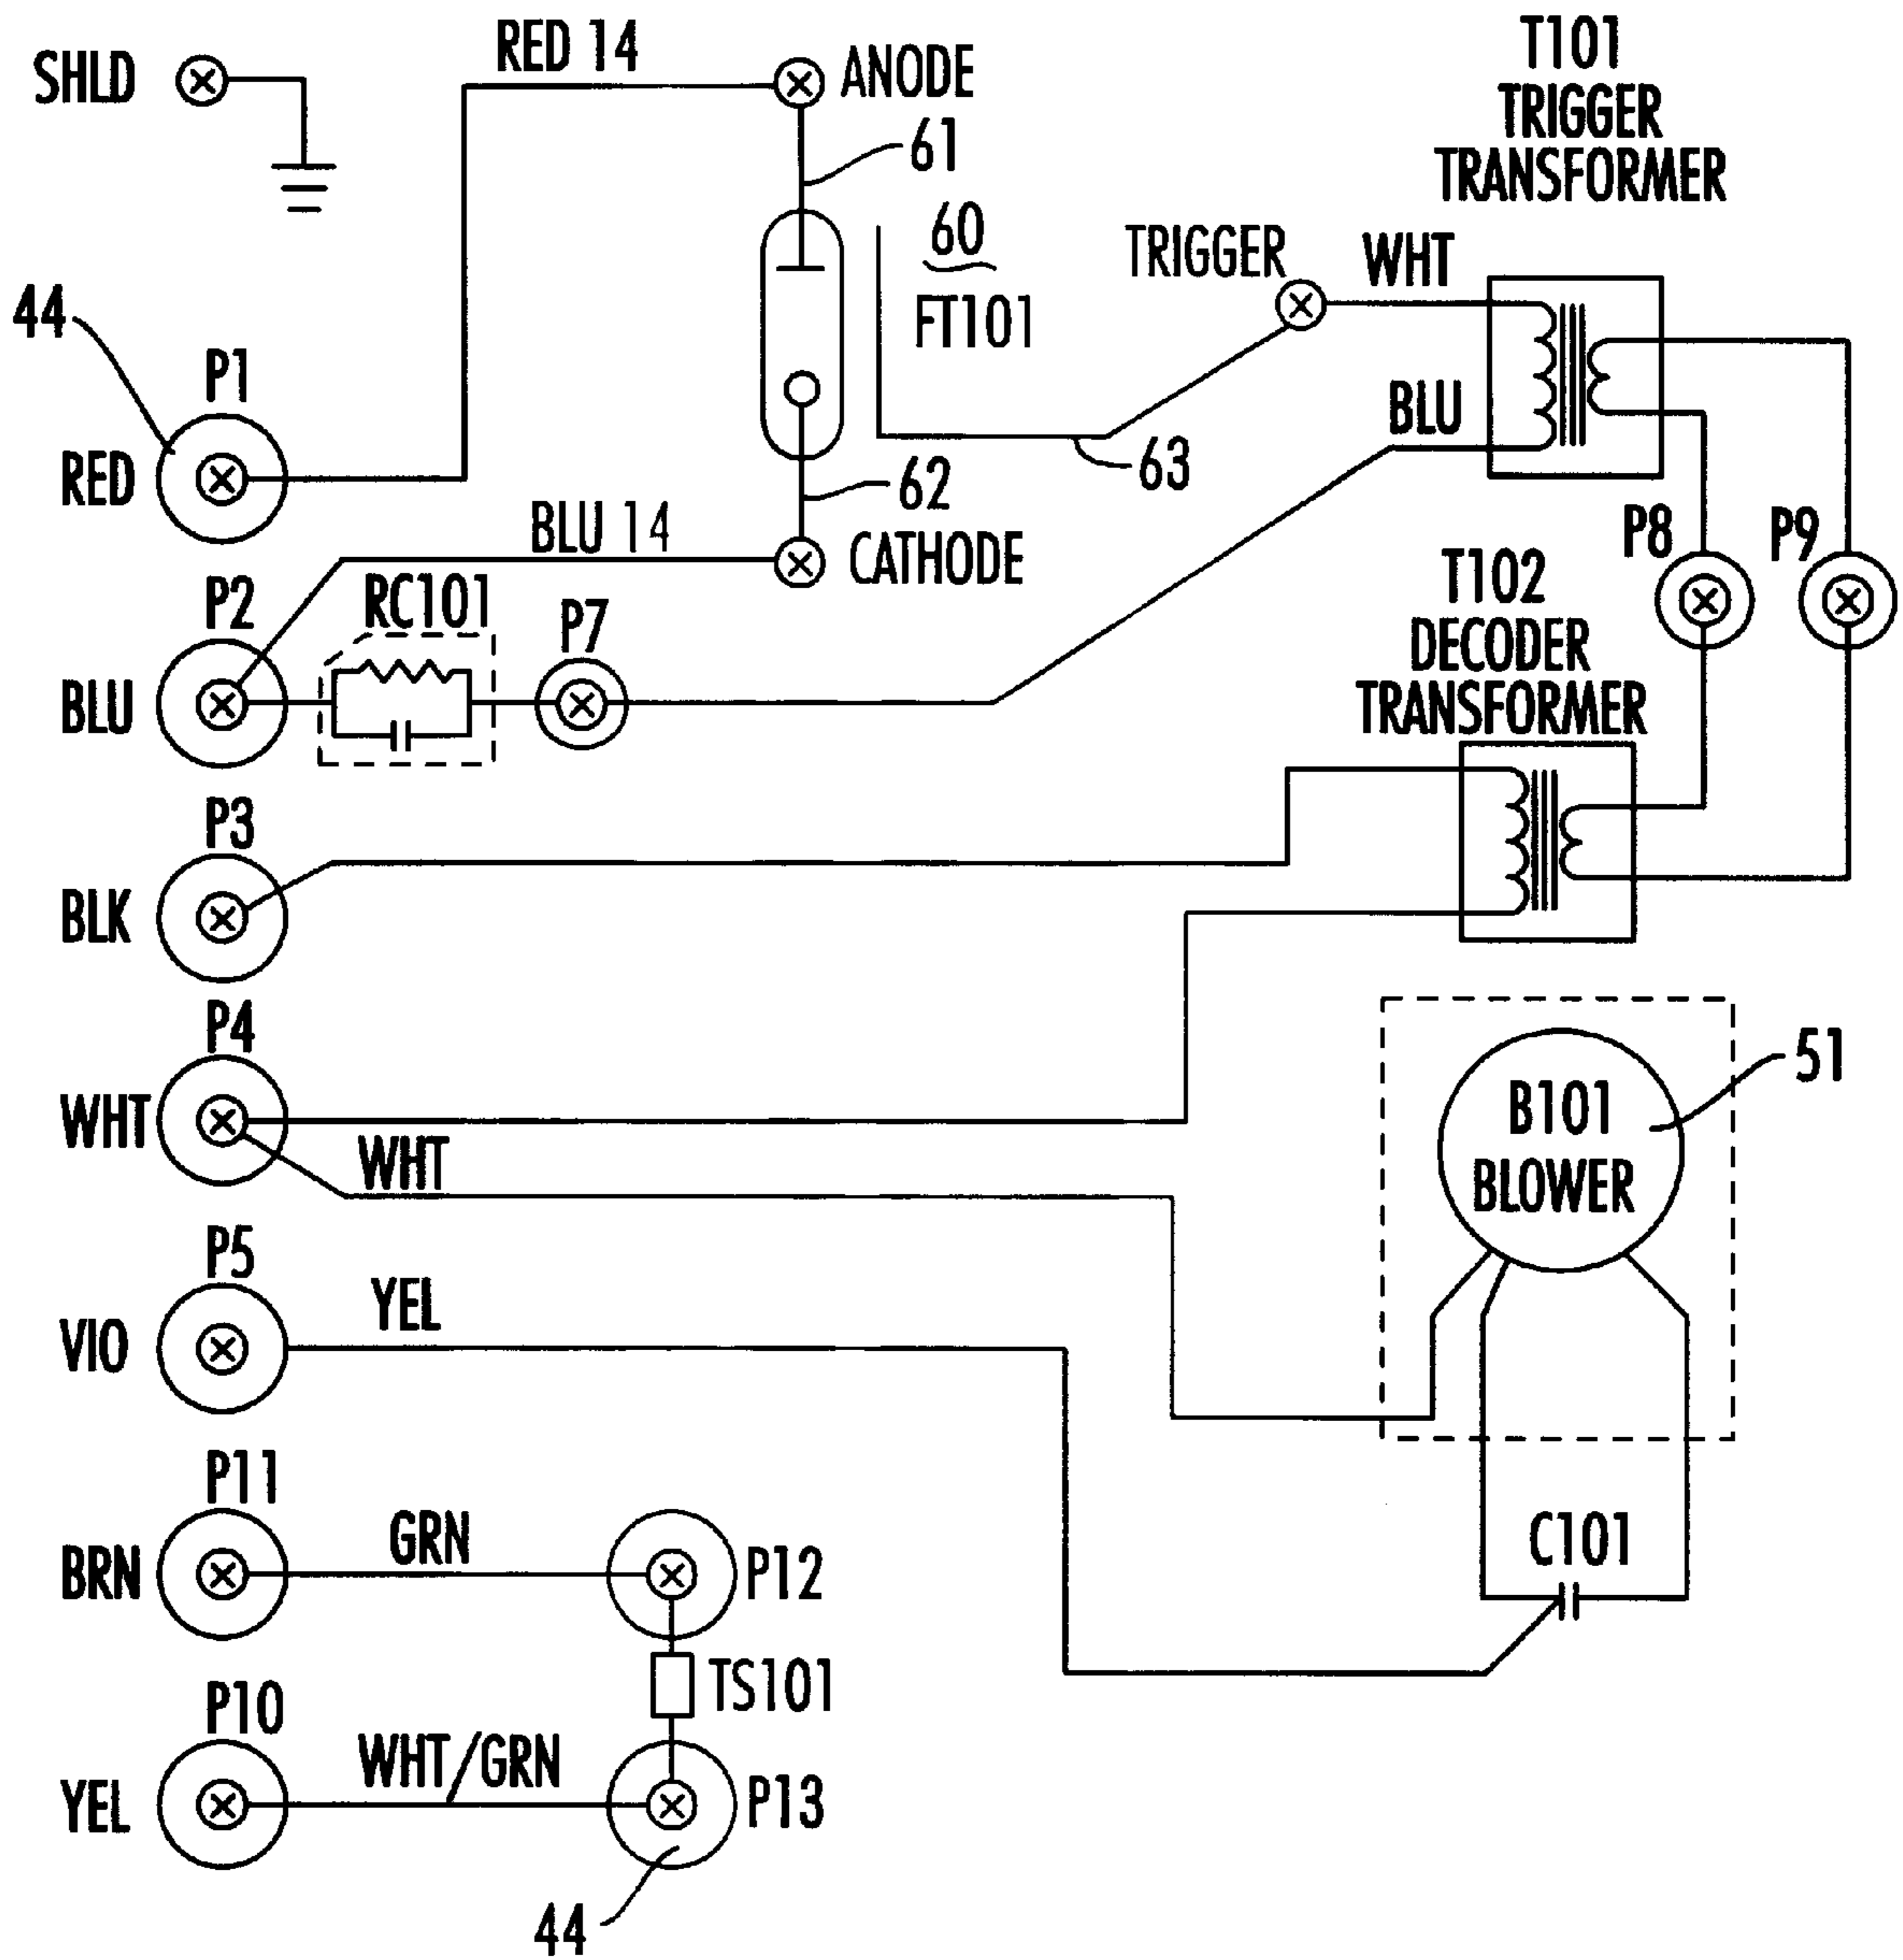 SHLD
RED 14
ANODE
T101
TRIGGER
TRANSFORMER
61
60
FT101
TRIGGER
WHT
44
P1
RED
BLU
63
62
BLU 14
CATHODE
P2
RC101
P7
BLU
P8
P9
T102
DECODER
TRANSFORMER
P3
BLK
P4
WHT
WHT
51
B101
BLOWER
P5
VIO
YEL
P11
BRN
GRN
P12
C101
TS101
P10
YEL
WHT/GRN
P13
44